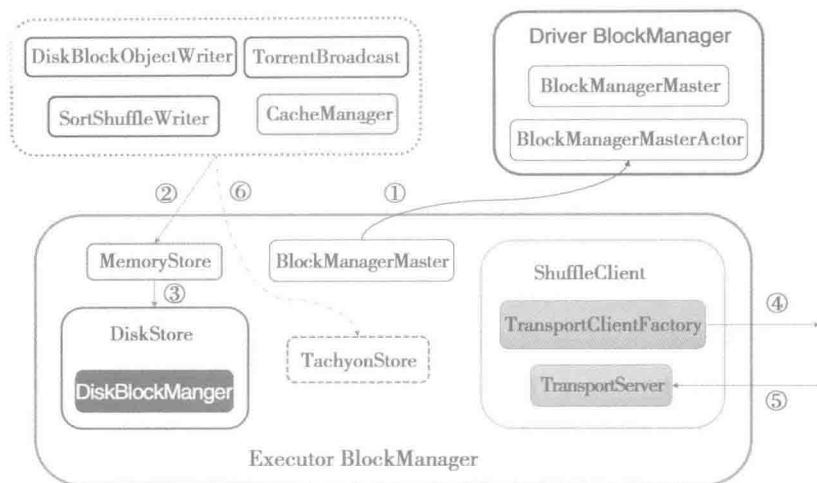 DiskBlockObjectWriter
TorrentBroadcast
SortShuffleWriter
CacheManager
Driver BlockManager
BlockManagerMaster
BlockManagerMasterActor
②
⑥
①
MemoryStore
③
BlockManagerMaster
DiskStore
DiskBlockManger
TachyonStore
ShuffleClient
TransportClientFactory
④
TransportServer
⑤
Executor BlockManager